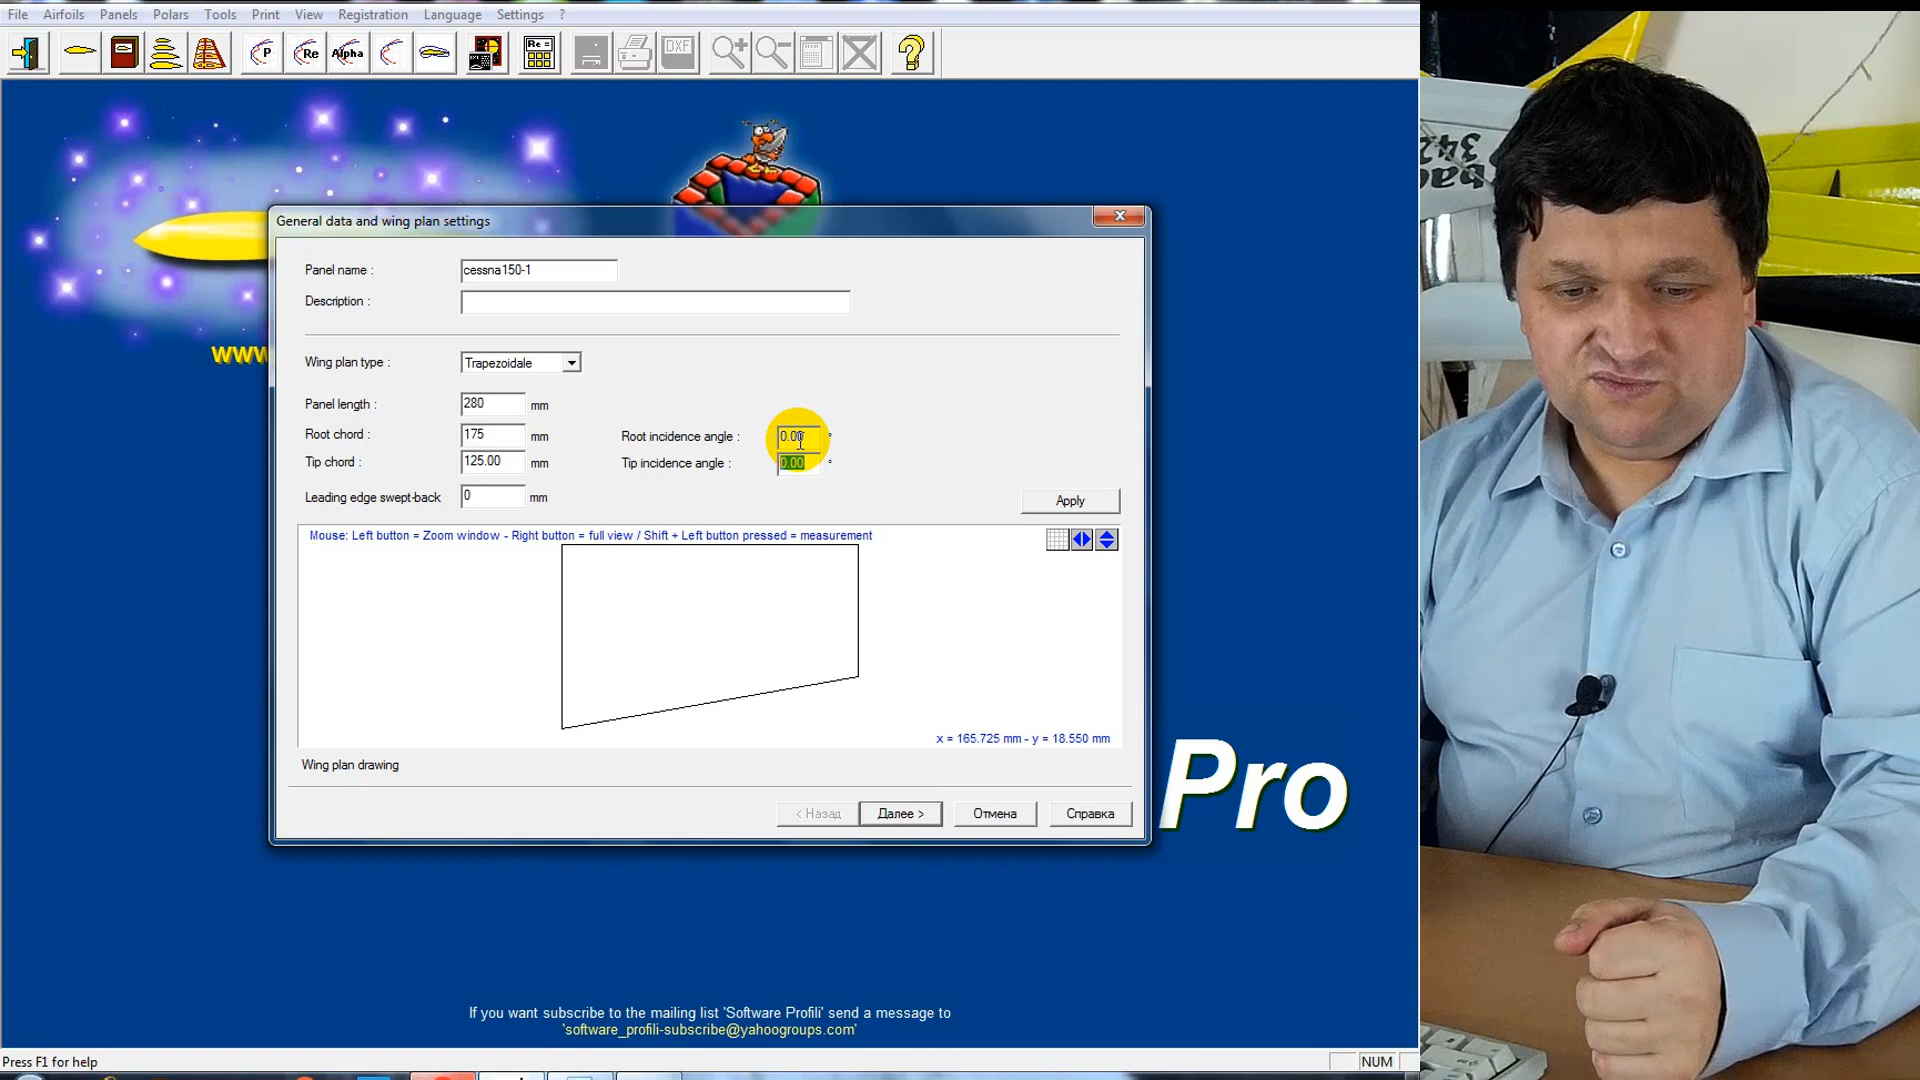 File Airfoils Panels Polars Tools Print View Registration Language Settings ?
P Re Alpha Re = DXF
General data and wing plan settings
Panel name : cessna150-1
Description :
Wing plan type : Trapezoidale
Panel length : 280 mm
Root chord : 175 mm Root incidence angle : 0.00 °
Tip chord : 125.00 mm Tip incidence angle : 0.00 °
Leading edge swept-back 0 mm
Apply
Mouse: Left button = Zoom window - Right button = full view / Shift + Left button pressed = measurement
x = 165.725 mm - y = 18.550 mm
Wing plan drawing
< Назад Далее > Отмена Справка
www
Pro
If you want subscribe to the mailing list 'Software Profili' send a message to
'software_profili-subscribe@yahoogroups.com'
Press F1 for help NUM
342